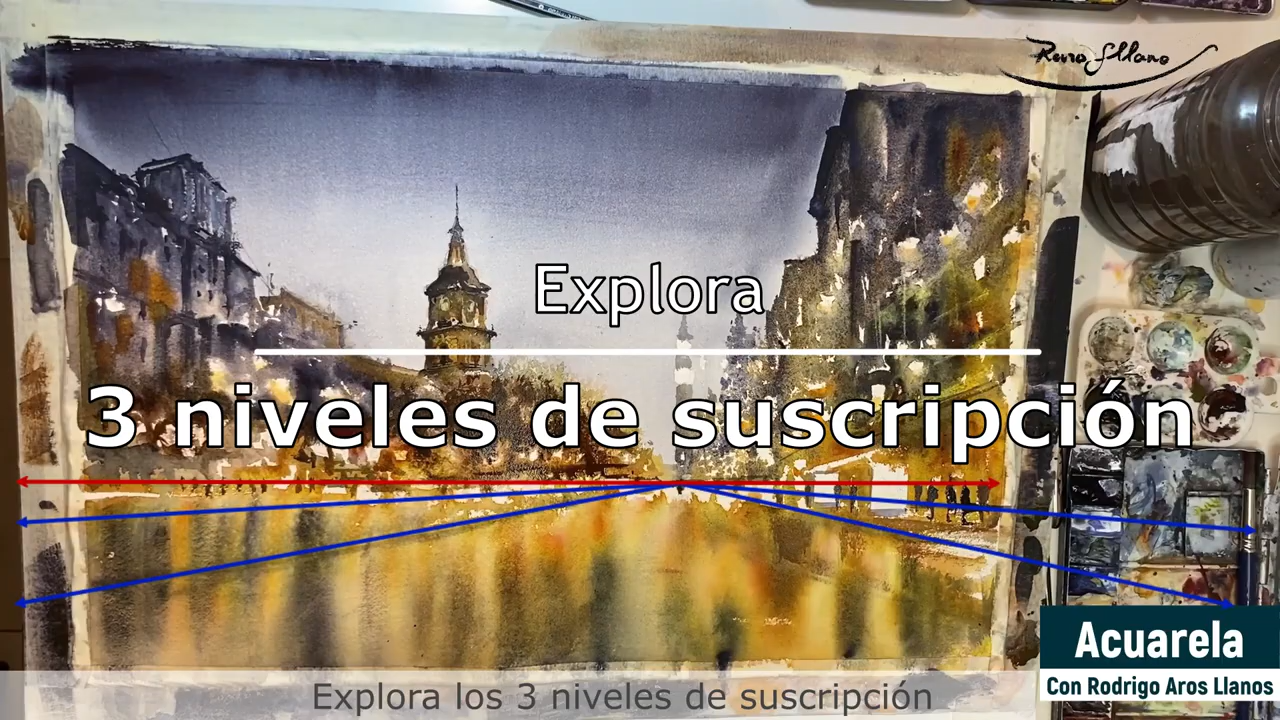 Explora
3 niveles de suscripción
Acuarela
Con Rodrigo Aros Llanos
Explora los 3 niveles de suscripción